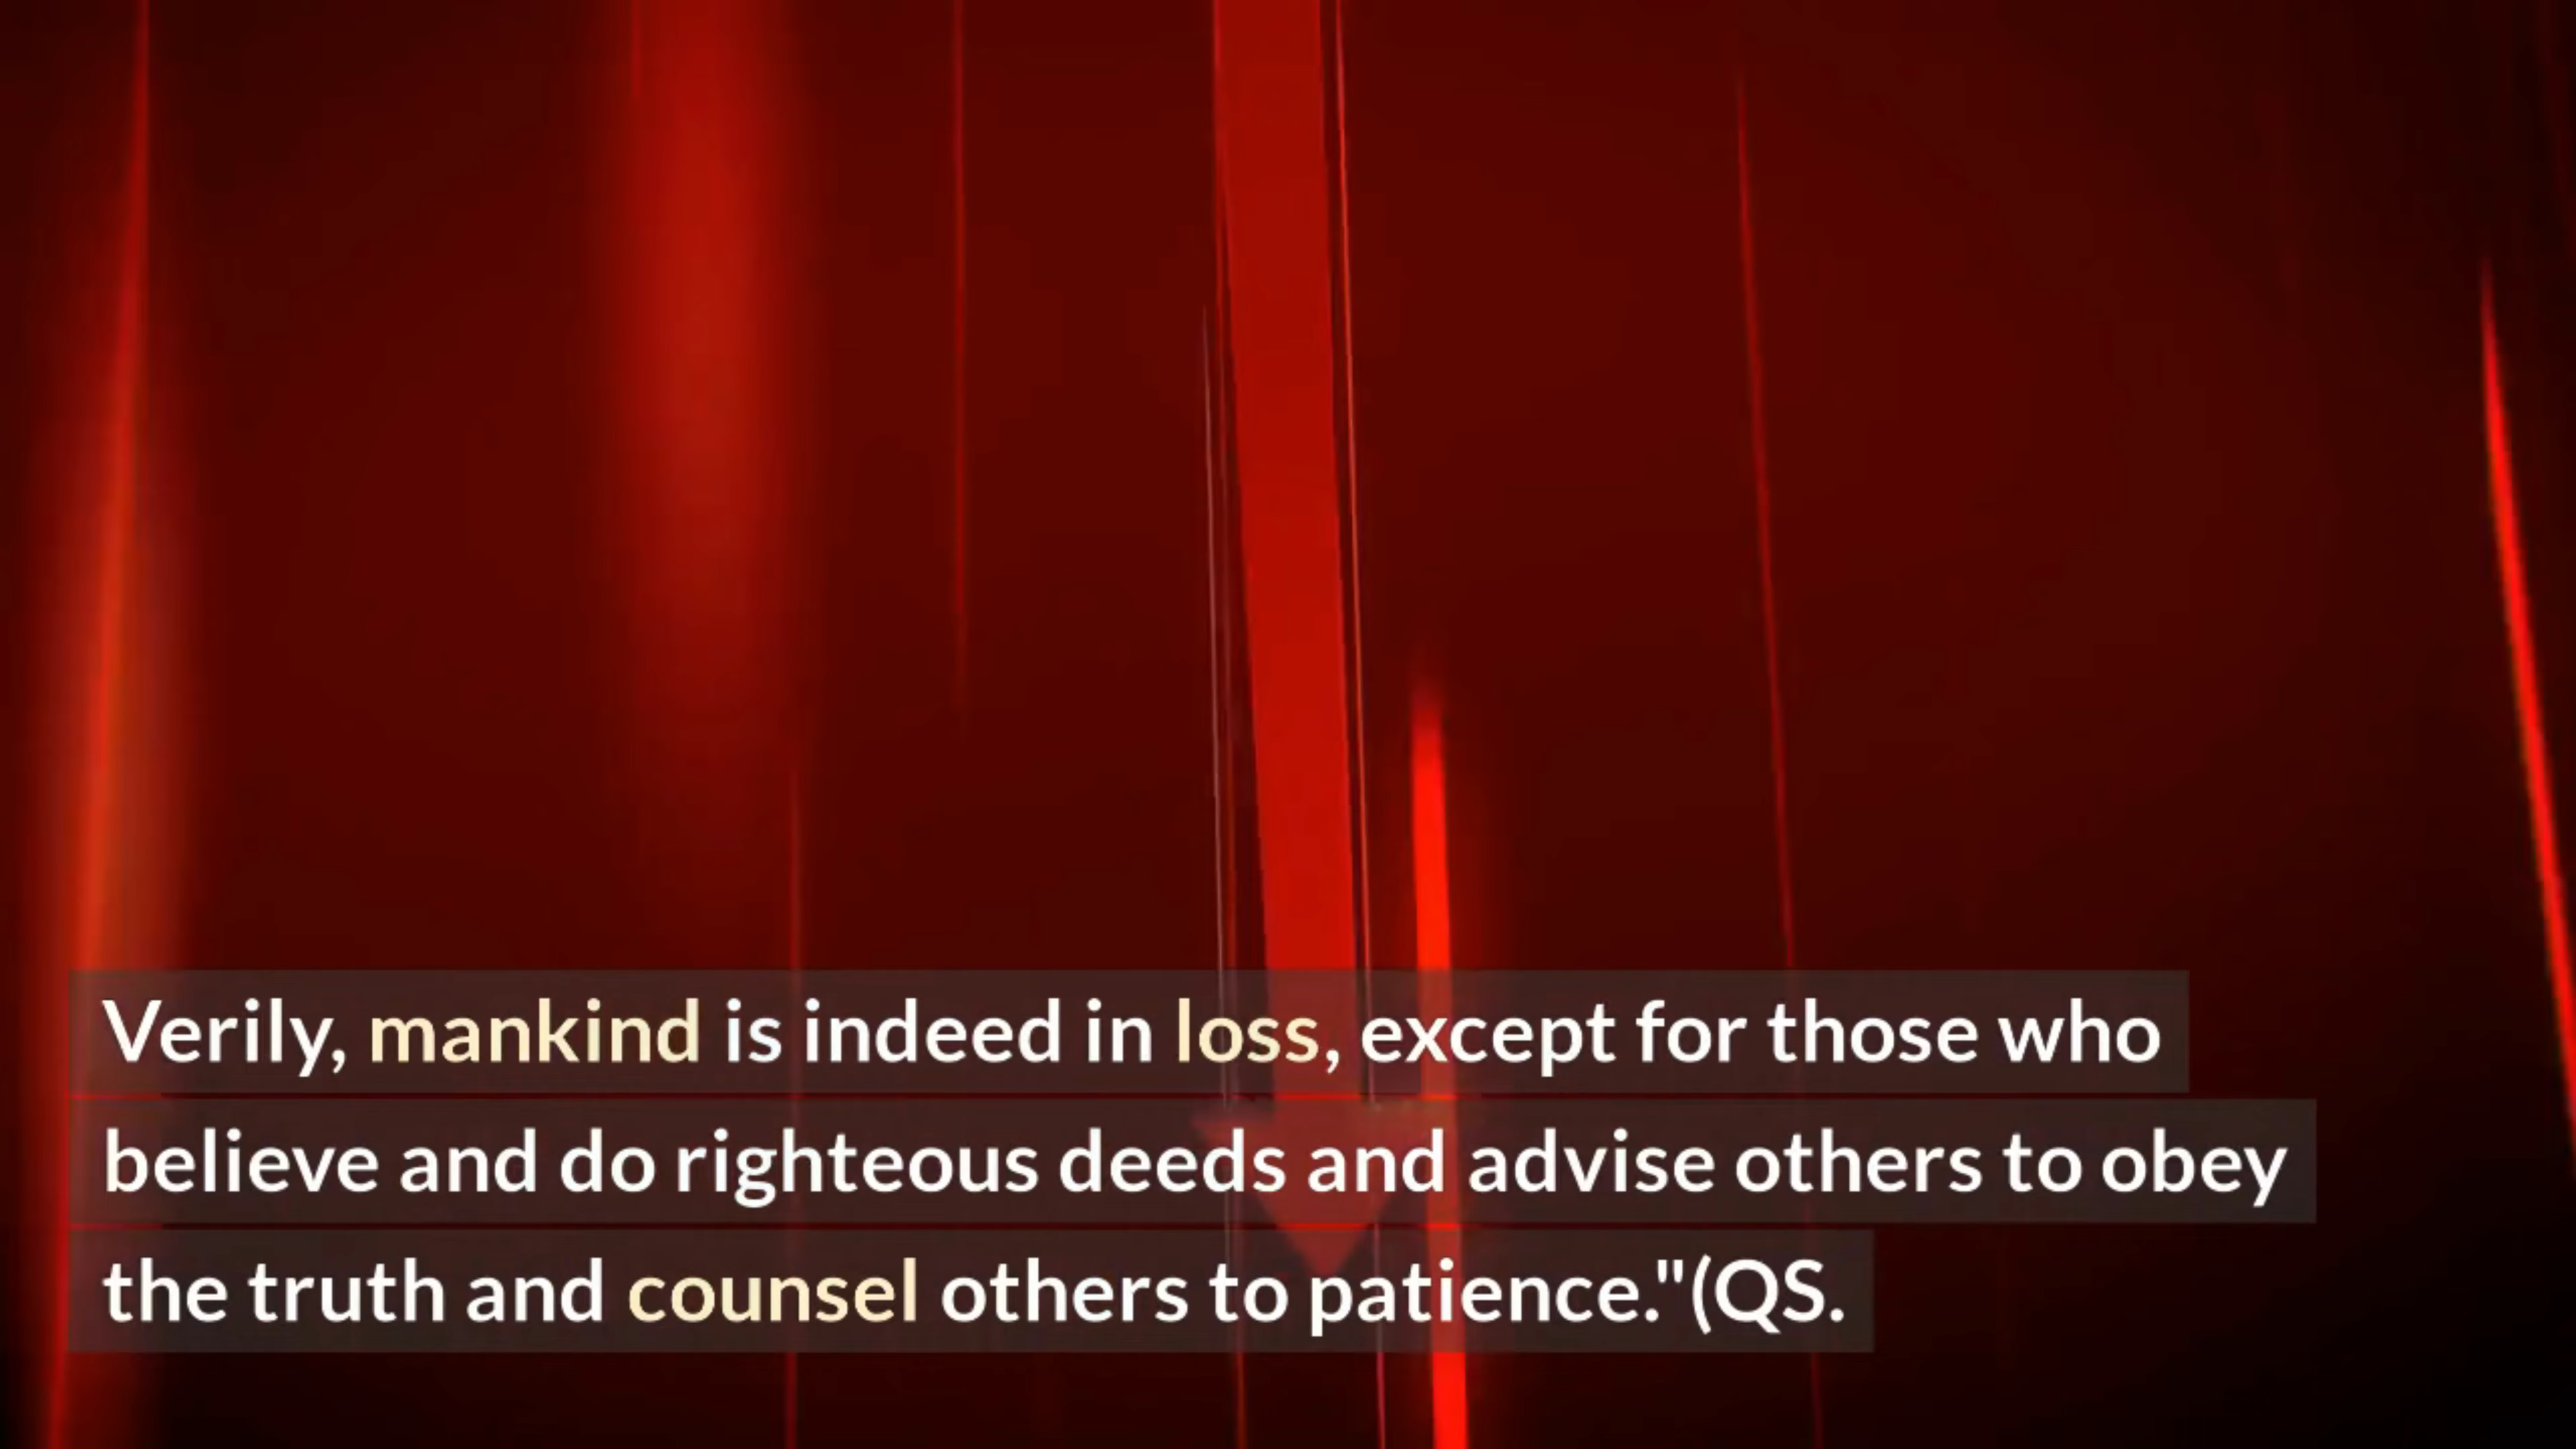 Verily, mankind is indeed in loss, except for those who
believe and do righteous deeds and advise others to obey
the truth and counsel others to patience."(QS.